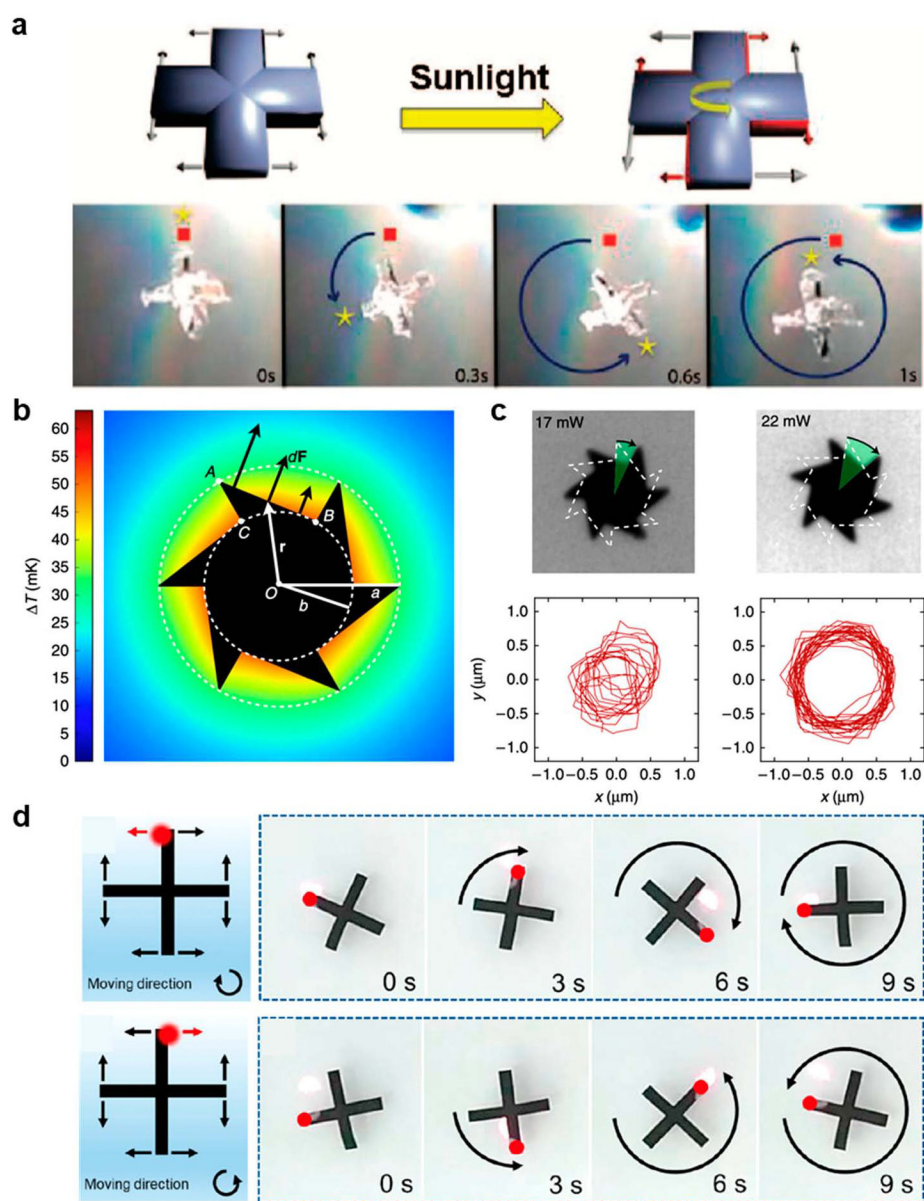 a
Sunlight
0s
0.3s
0.6s
1s
b
ΔT (mK)
60
55
50
45
40
35
30
25
20
15
10
5
0
A
dF
B
C
r
O
a
b
c
17 mW
22 mW
y (μm)
1.0
0.5
0.0
−0.5
−1.0
−1.0 −0.5 0.0 0.5 1.0
x (μm)
1.0
0.5
0.0
−0.5
−1.0
−1.0 −0.5 0.0 0.5 1.0
x (μm)
d
Moving direction
0 s
3 s
6 s
9 s
Moving direction
0 s
3 s
6 s
9 s